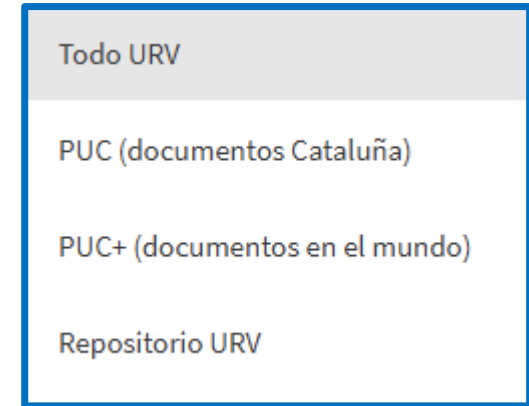 Todo URV
PUC (documentos Cataluña)
PUC+ (documentos en el mundo)
Repositorio URV